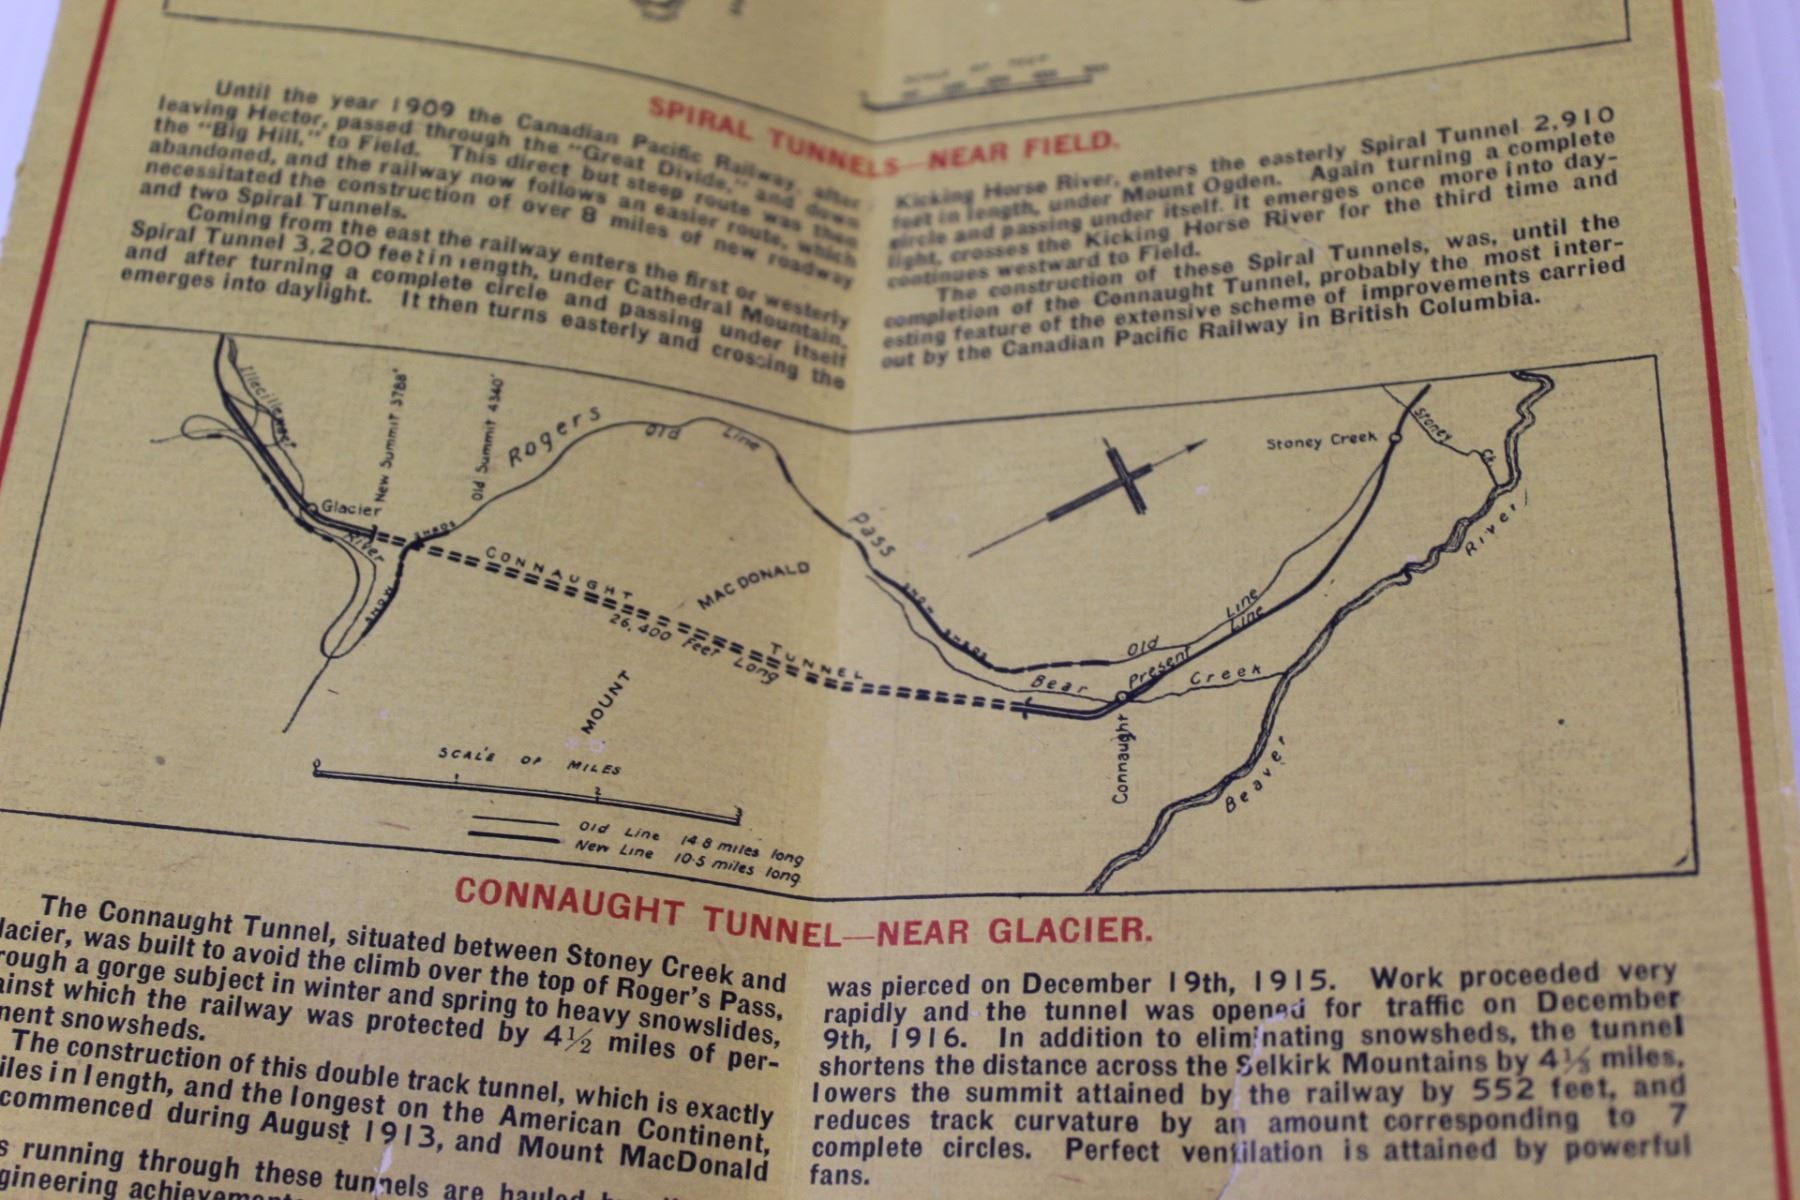 SCALE OF FEET
SPIRAL TUNNELS—NEAR FIELD.
Until the year 1909 the Canadian Pacific Railway, after
leaving Hector, passed through the "Great Divide," and down
the "Big Hill," to Field. This direct but steep route was then
abandoned, and the railway now follows an easier route, which
necessitated the construction of over 8 miles of new roadway
and two Spiral Tunnels.
Coming from the east the railway enters the first or westerly
Spiral Tunnel 3,200 feet in length, under Cathedral Mountain,
and after turning a complete circle and passing under itself
emerges into daylight. It then turns easterly and crossing the
Kicking Horse River, enters the easterly Spiral Tunnel 2,910
feet in length, under Mount Ogden. Again turning a complete
circle and passing under itself, it emerges once more into day-
light, crosses the Kicking Horse River for the third time and
continues westward to Field.
The construction of these Spiral Tunnels, was, until the
completion of the Connaught Tunnel, probably the most inter-
esting feature of the extensive scheme of improvements carried
out by the Canadian Pacific Railway in British Columbia.
Illecillewaet
River
Glacier
New Summit 3788'
Old Summit 4340'
Rogers
Old Line
Pass
SHEDS
SNOW
CONNAUGHT TUNNEL
26,400 Feet Long
MACDONALD
MOUNT
SNOW
SHEDS
Stoney Creek
Stoney Ck.
River
Old Line
Present Line
Bear Creek
Connaught
Beaver
SCALE OF MILES
0 1 2 3
Old Line 14.8 miles long
New Line 10.5 miles long
CONNAUGHT TUNNEL—NEAR GLACIER.
The Connaught Tunnel, situated between Stoney Creek and
lacier, was built to avoid the climb over the top of Roger's Pass,
rough a gorge subject in winter and spring to heavy snowslides,
ainst which the railway was protected by 4½ miles of per-
nent snowsheds.
The construction of this double track tunnel, which is exactly
iles in length, and the longest on the American Continent,
commenced during August 1913, and Mount MacDonald
was pierced on December 19th, 1915. Work proceeded very
rapidly and the tunnel was opened for traffic on December
9th, 1916. In addition to eliminating snowsheds, the tunnel
shortens the distance across the Selkirk Mountains by 4⅓ miles,
lowers the summit attained by the railway by 552 feet, and
reduces track curvature by an amount corresponding to 7
complete circles. Perfect ventilation is attained by powerful
fans.
s running through these tunnels are hauled
gineering